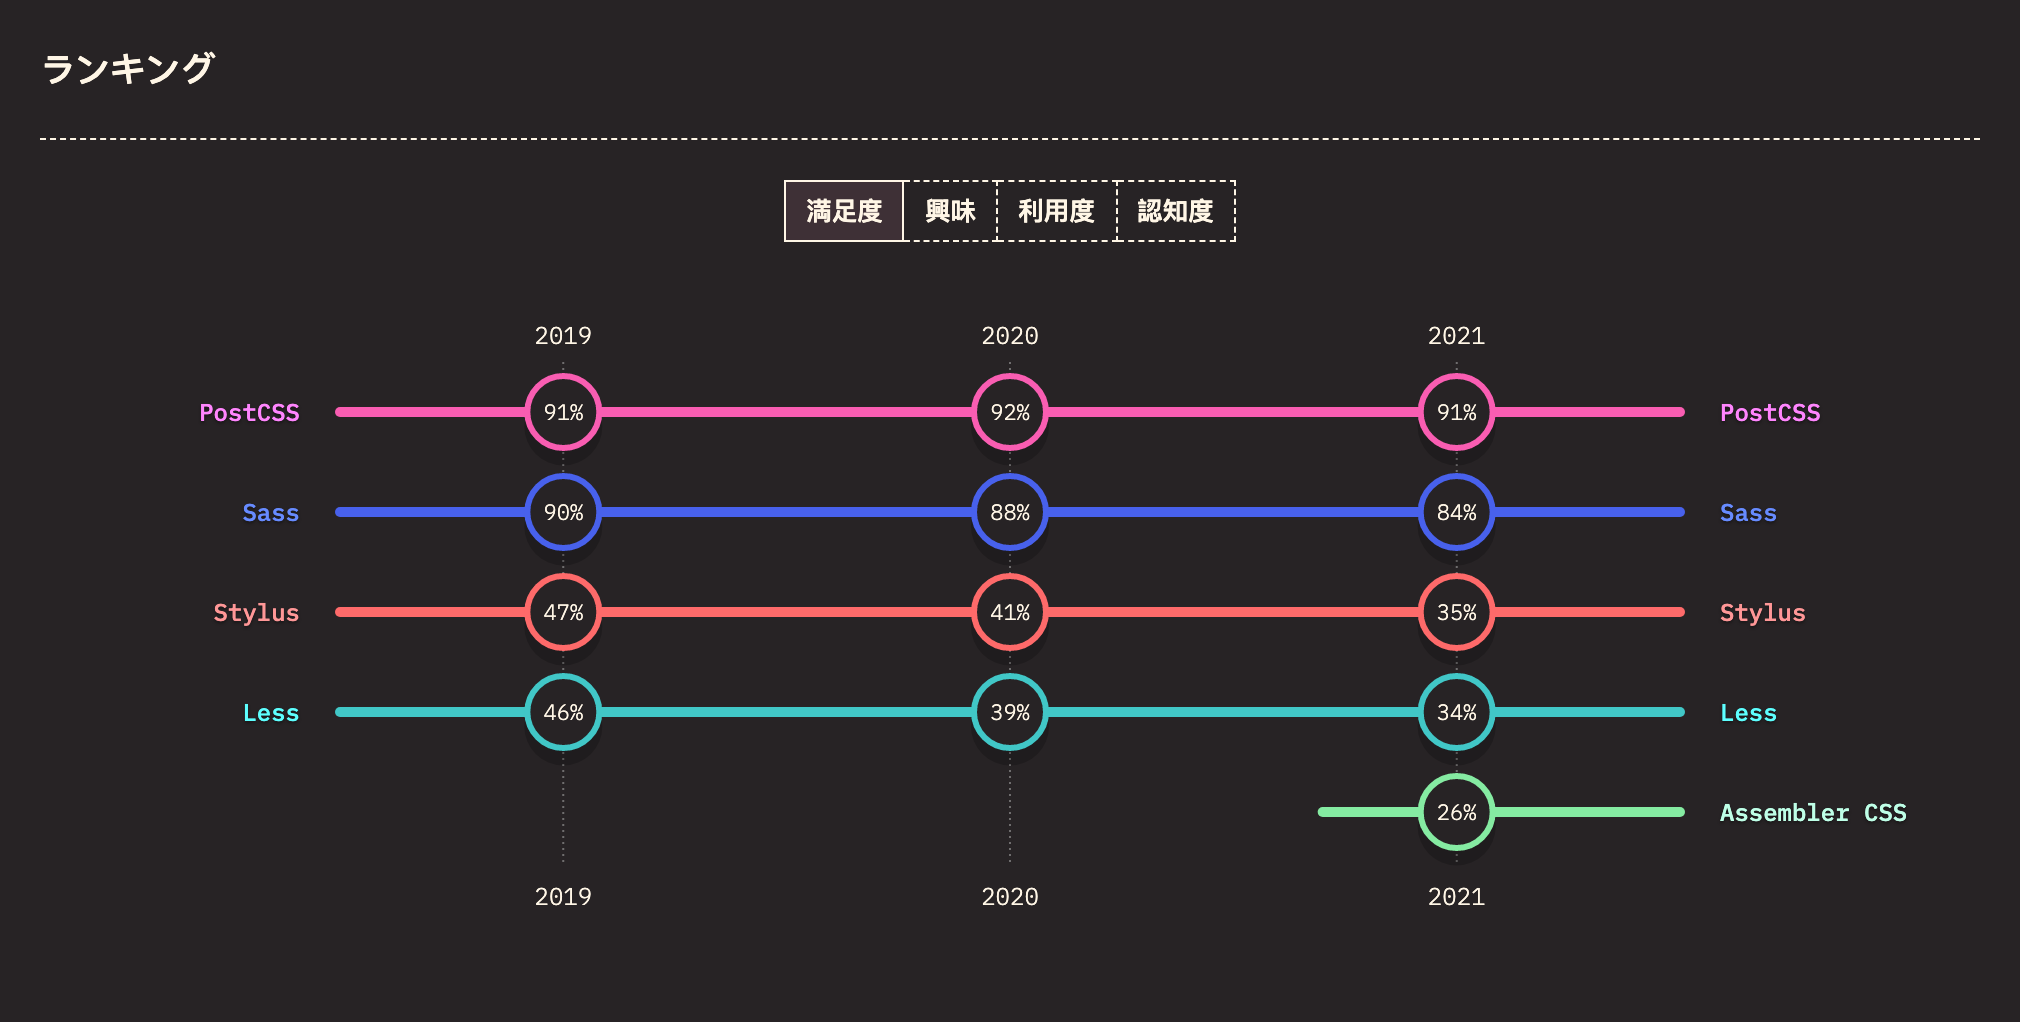 ランキング
満足度 興味 利用度 認知度
2019 2020 2021
PostCSS 91% 92% 91% PostCSS
Sass 90% 88% 84% Sass
Stylus 47% 41% 35% Stylus
Less 46% 39% 34% Less
26% Assembler CSS
2019 2020 2021